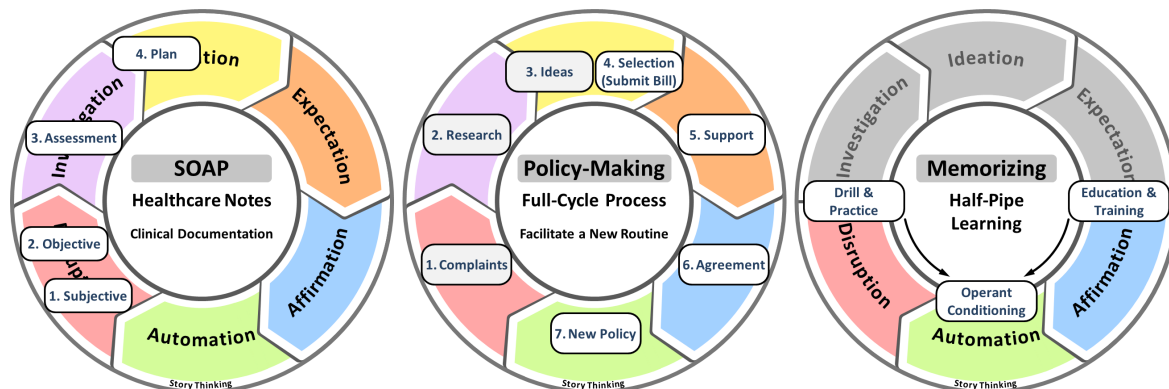 4. Plan
tion
Expectation
3. Assessment
SOAP
Healthcare Notes
Clinical Documentation
2. Objective
1. Subjective
Affirmation
Automation
Story Thinking
3. Ideas
4. Selection
(Submit Bill)
2. Research
5. Support
Policy-Making
Full-Cycle Process
Facilitate a New Routine
1. Complaints
6. Agreement
7. New Policy
Story Thinking
Ideation
Investigation
Expectation
Memorizing
Half-Pipe
Learning
Drill &
Practice
Education &
Training
Disruption
Operant
Conditioning
Affirmation
Automation
Story Thinking